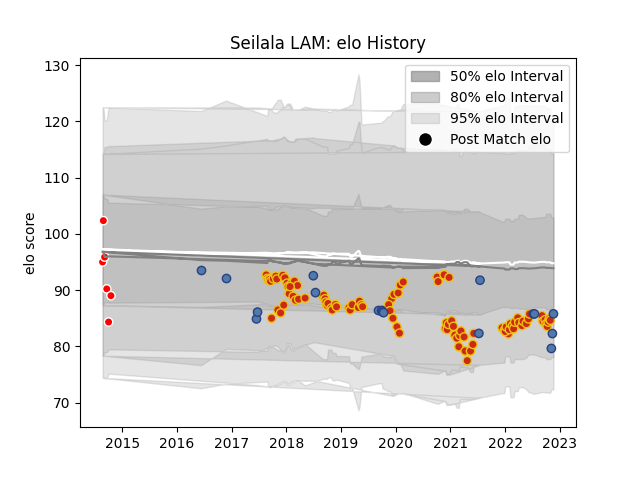 Seilala LAM: elo History
50% elo Interval
80% elo Interval
95% elo Interval
Post Match elo
elo score
130
120
110
100
90
80
70
2015 2016 2017 2018 2019 2020 2021 2022 2023